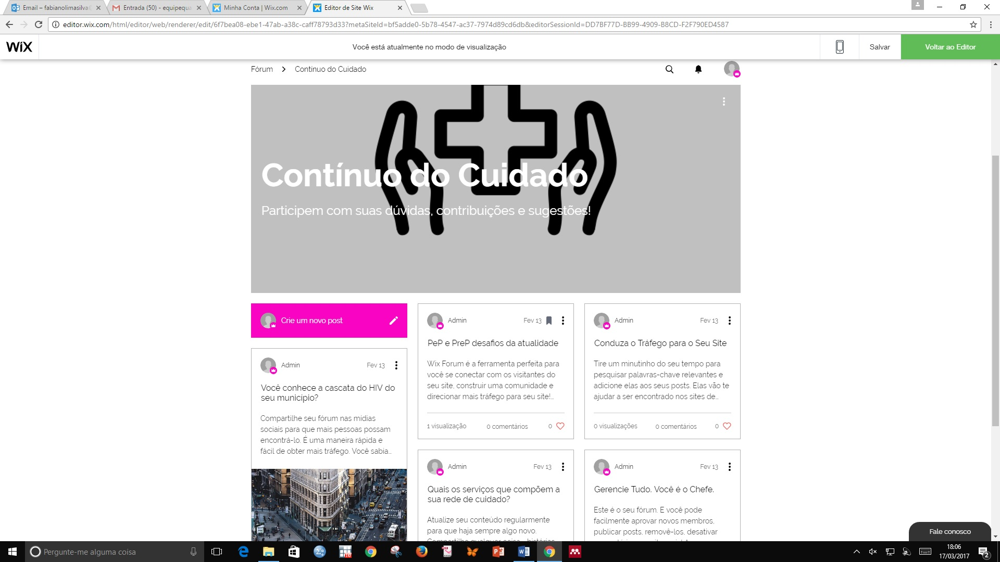 Email – fabianolimasilva@
Entrada (50) - equipequa
Minha Conta | Wix.com
Editor de Site Wix
editor.wix.com/html/editor/web/renderer/edit/6f7bea08-ebe1-47ab-a38c-caff78793d33?metaSiteId=bf5adde0-5b78-4547-ac37-7974d89cd6db&editorSessionId=DD7BF77D-BB99-4909-B8CD-F2F790ED4587
WiX
Você está atualmente no modo de visualização
Salvar
Voltar ao Editor
Fórum
Contínuo do Cuidado
Contínuo do Cuidado
Participem com suas dúvidas, contribuições e sugestões!
Crie um novo post
Admin
Fev 13
Você conhece a cascata do HIV do
seu municipio?
Compartilhe seu fórum nas mídias
sociais para que mais pessoas possam
encontrá-lo. É uma maneira rápida e
fácil de obter mais tráfego. Você sabia...
Admin
Fev 13
PeP e PreP desafios da atualidade
Wix Forum é a ferramenta perfeita para
você se conectar com os visitantes do
seu site, construir uma comunidade e
direcionar mais tráfego para seu site!...
1 visualização
0 comentários
0
Admin
Fev 13
Quais os serviços que compõem a
sua rede de cuidado?
Atualize seu conteúdo regularmente
para que haja sempre algo novo.
Admin
Fev 13
Conduza o Tráfego para o Seu Site
Tire um minutinho do seu tempo para
pesquisar palavras-chave relevantes e
adicione elas aos seus posts. Elas vão te
ajudar a ser encontrado nos sites de...
0 visualizações
0 comentários
0
Admin
Fev 13
Gerencie Tudo. Você é o Chefe.
Este é o seu fórum. E você pode
facilmente aprovar novos membros,
publicar posts, removê-los, desativar
Fale conosco
Pergunte-me alguma coisa
18:06
17/03/2017
2